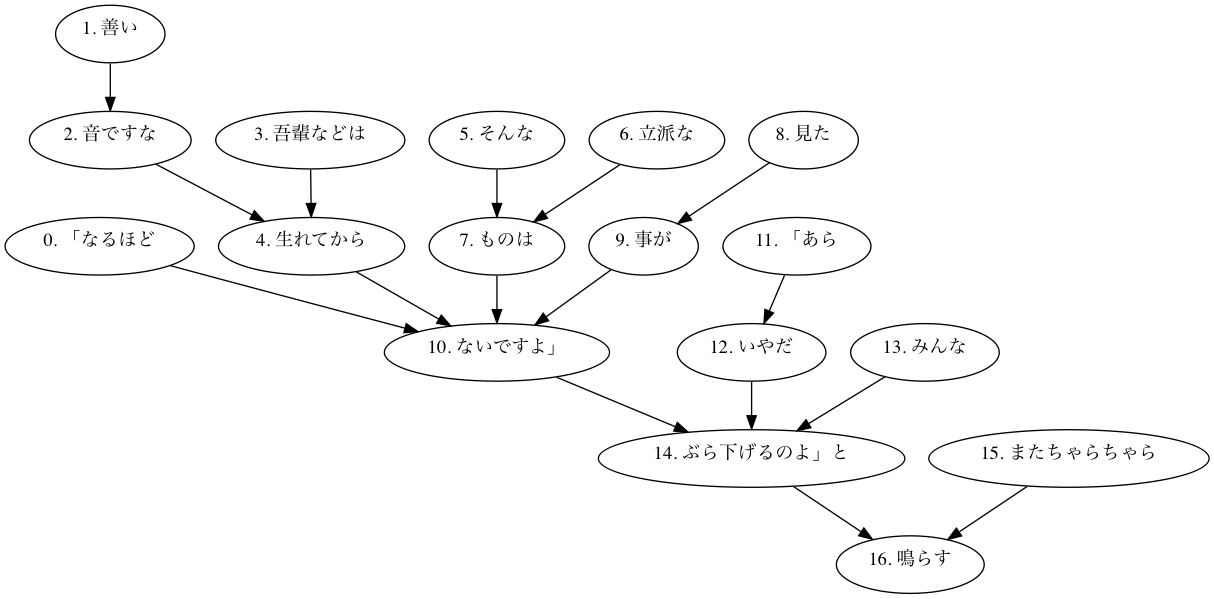 1. 善い
2. 音ですな
3. 吾輩などは
5. そんな
6. 立派な
8. 見た
0. 「なるほど
4. 生れてから
7. ものは
9. 事が
11. 「あら
10. ないですよ」
12. いやだ
13. みんな
14. ぶら下げるのよ」と
15. またちゃらちゃら
16. 鳴らす